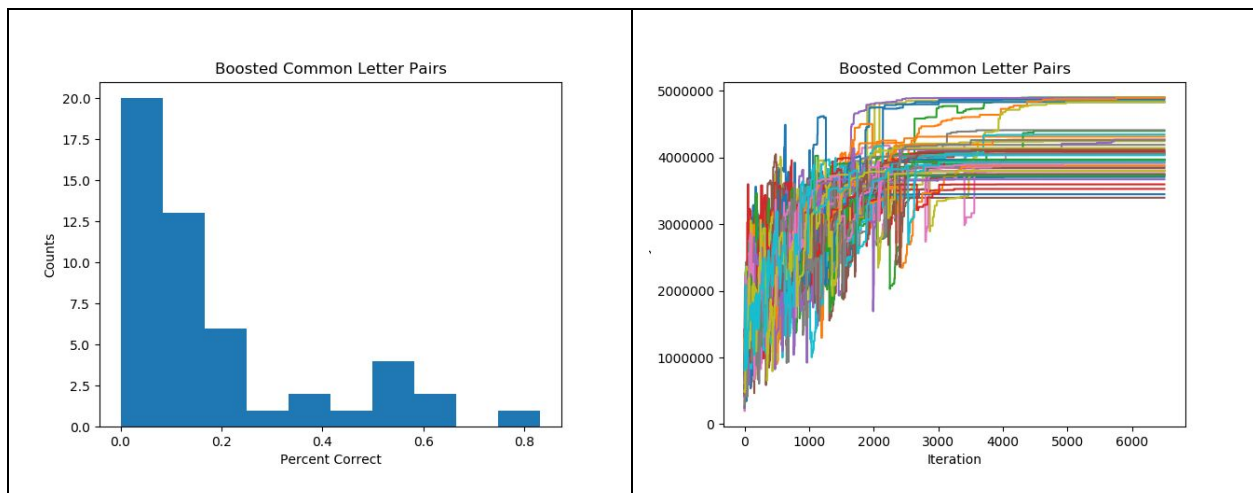 Boosted Common Letter Pairs
20.0
17.5
15.0
12.5
10.0
7.5
5.0
2.5
0.0
Counts
0.0 0.2 0.4 0.6 0.8
Percent Correct
Boosted Common Letter Pairs
5000000
4000000
3000000
2000000
1000000
0
0 1000 2000 3000 4000 5000 6000
Iteration